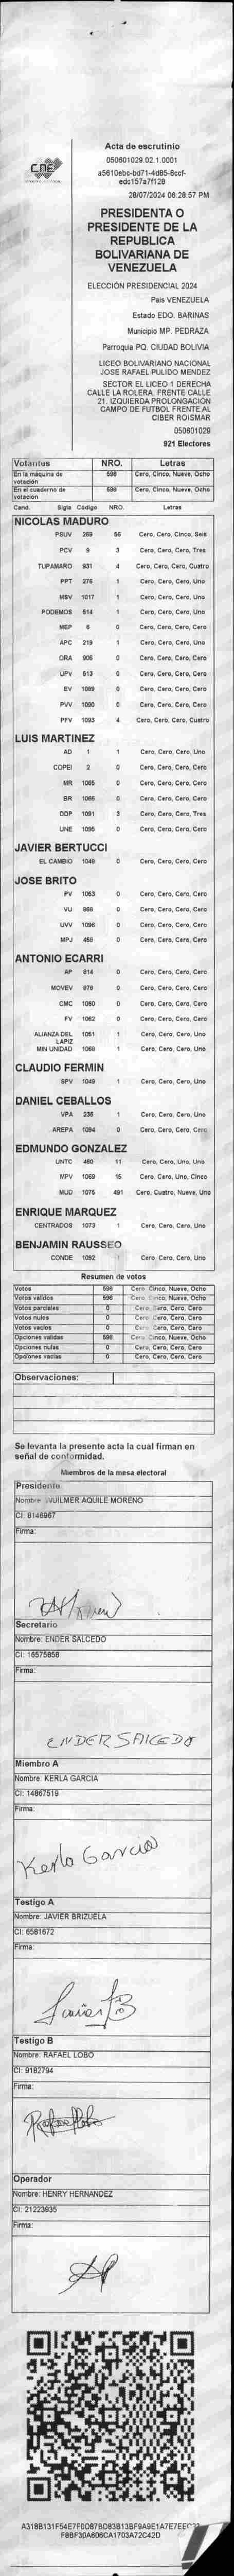 CNE
Acta de escrutinio
050601029.02.1.0001
a5610ebc-bd71-4d85-8ccf-
edc157a7f128
28/07/2024 06:28:57 PM
PRESIDENTA O
PRESIDENTE DE LA
REPUBLICA
BOLIVARIANA DE
VENEZUELA
ELECCIÓN PRESIDENCIAL 2024
Pais VENEZUELA
Estado EDO. BARINAS
Municipio MP. PEDRAZA
Parroquia PQ. CIUDAD BOLIVIA
LICEO BOLIVARIANO NACIONAL
JOSE RAFAEL PULIDO MENDEZ
SECTOR EL LICEO 1 DERECHA
CALLE LA ROLERA. FRENTE CALLE
21. IZQUIERDA PROLONGACIÓN
CAMPO DE FUTBOL FRENTE AL
CIBER ROISMAR
050601029
921 Electores
Votantes NRO. Letras
En la máquina de votación 598 Cero, Cinco, Nueve, Ocho
En el cuaderno de votación 598 Cero, Cinco, Nueve, Ocho
Cand. Sigla Código NRO. Letras
NICOLAS MADURO
PSUV 269 56 Cero, Cero, Cinco, Seis
PCV 9 3 Cero, Cero, Cero, Tres
TUPAMARO 931 4 Cero, Cero, Cero, Cuatro
PPT 276 1 Cero, Cero, Cero, Uno
MSV 1017 1 Cero, Cero, Cero, Uno
PODEMOS 514 1 Cero, Cero, Cero, Uno
MEP 6 0 Cero, Cero, Cero, Cero
APC 219 1 Cero, Cero, Cero, Uno
ORA 906 0 Cero, Cero, Cero, Cero
UPV 513 0 Cero, Cero, Cero, Cero
EV 1089 0 Cero, Cero, Cero, Cero
PVV 1090 0 Cero, Cero, Cero, Cero
PFV 1093 4 Cero, Cero, Cero, Cuatro
LUIS MARTINEZ
AD 1 1 Cero, Cero, Cero, Uno
COPEI 2 0 Cero, Cero, Cero, Cero
MR 1065 0 Cero, Cero, Cero, Cero
BR 1066 0 Cero, Cero, Cero, Cero
DDP 1091 3 Cero, Cero, Cero, Tres
UNE 1095 0 Cero, Cero, Cero, Cero
JAVIER BERTUCCI
EL CAMBIO 1048 0 Cero, Cero, Cero, Cero
JOSE BRITO
PV 1053 0 Cero, Cero, Cero, Cero
VU 868 0 Cero, Cero, Cero, Cero
UVV 1096 0 Cero, Cero, Cero, Cero
MPJ 458 0 Cero, Cero, Cero, Cero
ANTONIO ECARRI
AP 814 0 Cero, Cero, Cero, Cero
MOVEV 878 0 Cero, Cero, Cero, Cero
CMC 1050 0 Cero, Cero, Cero, Cero
FV 1062 0 Cero, Cero, Cero, Cero
ALIANZA DEL LAPIZ 1051 1 Cero, Cero, Cero, Uno
MIN UNIDAD 1068 1 Cero, Cero, Cero, Uno
CLAUDIO FERMIN
SPV 1049 1 Cero, Cero, Cero, Uno
DANIEL CEBALLOS
VPA 236 1 Cero, Cero, Cero, Uno
AREPA 1094 0 Cero, Cero, Cero, Cero
EDMUNDO GONZALEZ
UNTC 460 11 Cero, Cero, Uno, Uno
MPV 1069 15 Cero, Cero, Uno, Cinco
MUD 1075 491 Cero, Cuatro, Nueve, Uno
ENRIQUE MARQUEZ
CENTRADOS 1073 1 Cero, Cero, Cero, Uno
BENJAMIN RAUSSEO
CONDE 1092 1 Cero, Cero, Cero, Uno
Resumen de votos
Votos 598 Cero, Cinco, Nueve, Ocho
Votos validos 598 Cero, Cinco, Nueve, Ocho
Votos parciales 0 Cero, Cero, Cero, Cero
Votos nulos 0 Cero, Cero, Cero, Cero
Votos vacios 0 Cero, Cero, Cero, Cero
Opciones validas 598 Cero, Cinco, Nueve, Ocho
Opciones nulas 0 Cero, Cero, Cero, Cero
Opciones vacias 0 Cero, Cero, Cero, Cero
Observaciones:
Se levanta la presente acta la cual firman en
señal de conformidad.
Miembros de la mesa electoral
Presidente
Nombre: WUILMER AQUILE MORENO
CI: 8146967
Firma:
Secretario
Nombre: ENDER SALCEDO
CI: 16575858
Firma:
ENDER SALCEDO
Miembro A
Nombre: KERLA GARCIA
CI: 14867519
Firma:
Kerla Garcia
Testigo A
Nombre: JAVIER BRIZUELA
CI: 6581672
Firma:
Javier B
Testigo B
Nombre: RAFAEL LOBO
CI: 9182794
Firma:
Rafael Lobo
Operador
Nombre: HENRY HERNANDEZ
CI: 21223935
Firma:
FBBF30A606CA1703A72C42D